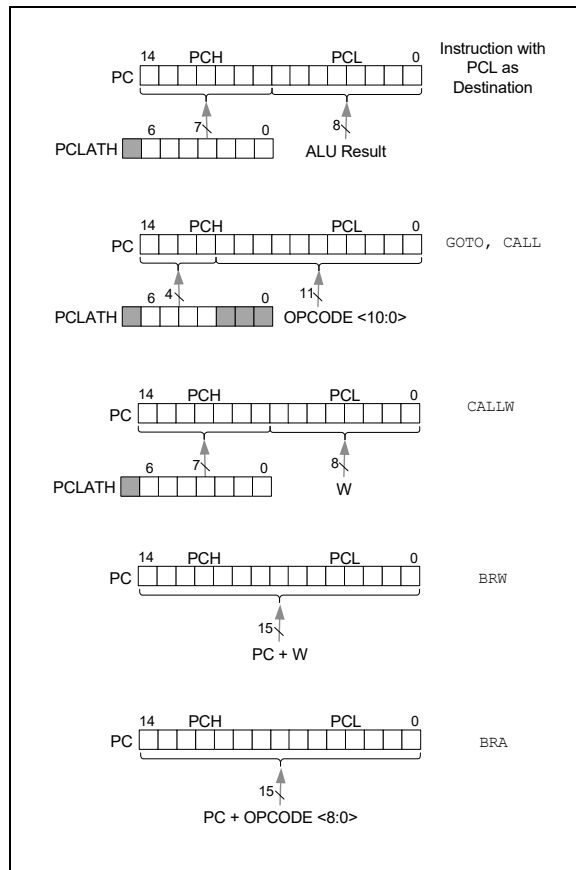 14 PCH PCL 0 Instruction with
PCL as
Destination
PC
6 7 0 8
PCLATH ALU Result
14 PCH PCL 0
PC GOTO, CALL
6 4 0 11
PCLATH OPCODE <10:0>
14 PCH PCL 0
PC CALLW
6 7 0 8
PCLATH W
14 PCH PCL 0
PC BRW
15
PC + W
14 PCH PCL 0
PC BRA
15
PC + OPCODE <8:0>